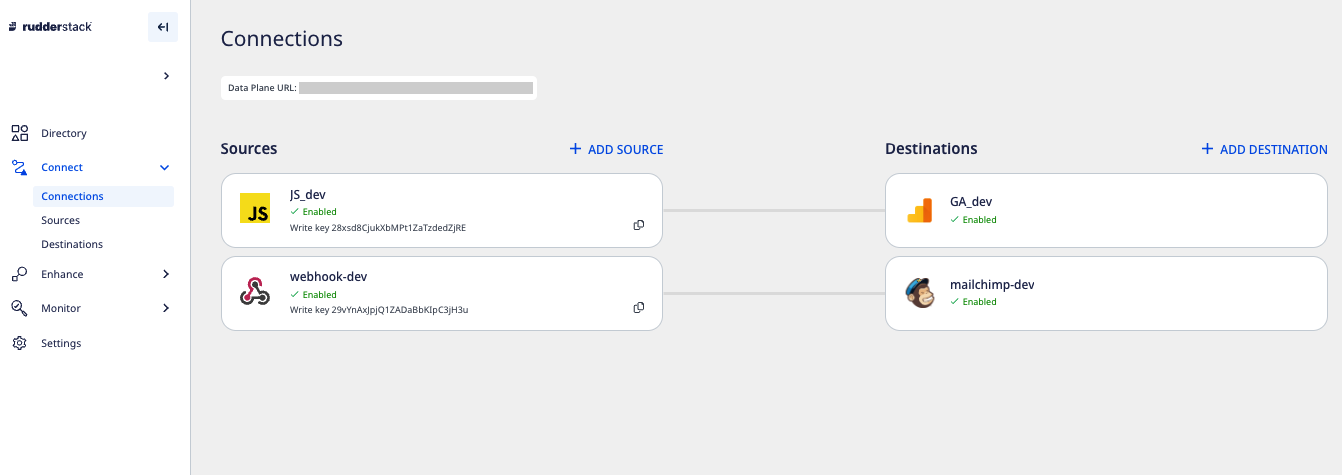 rudderstack
Connections
Data Plane URL:
Directory
Connect
Connections
Sources
Destinations
Enhance
Monitor
Settings
Sources
+ ADD SOURCE
JS
JS_dev
✓ Enabled
Write key 28xsd8CjukXbMPt1ZaTzdedZjRE
webhook-dev
✓ Enabled
Write key 29vYnAxJpjQ1ZADaBbKIpC3jH3u
Destinations
+ ADD DESTINATION
GA_dev
✓ Enabled
mailchimp-dev
✓ Enabled